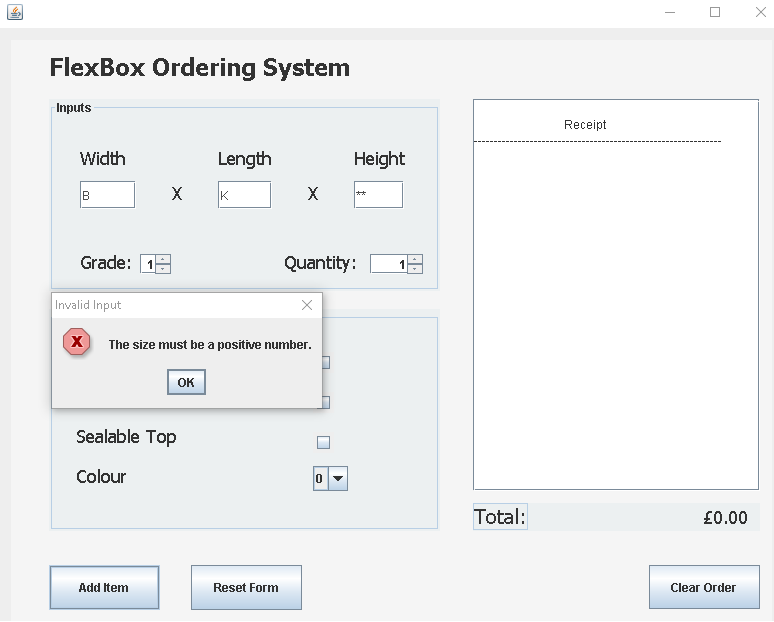 FlexBox Ordering System
Inputs
Width Length Height
B X K X **
Grade: 1 Quantity: 1
Invalid Input
X The size must be a positive number.
OK
Sealable Top
Colour 0
Receipt
--------------------------------------------------------------
Total: £0.00
Add Item Reset Form Clear Order